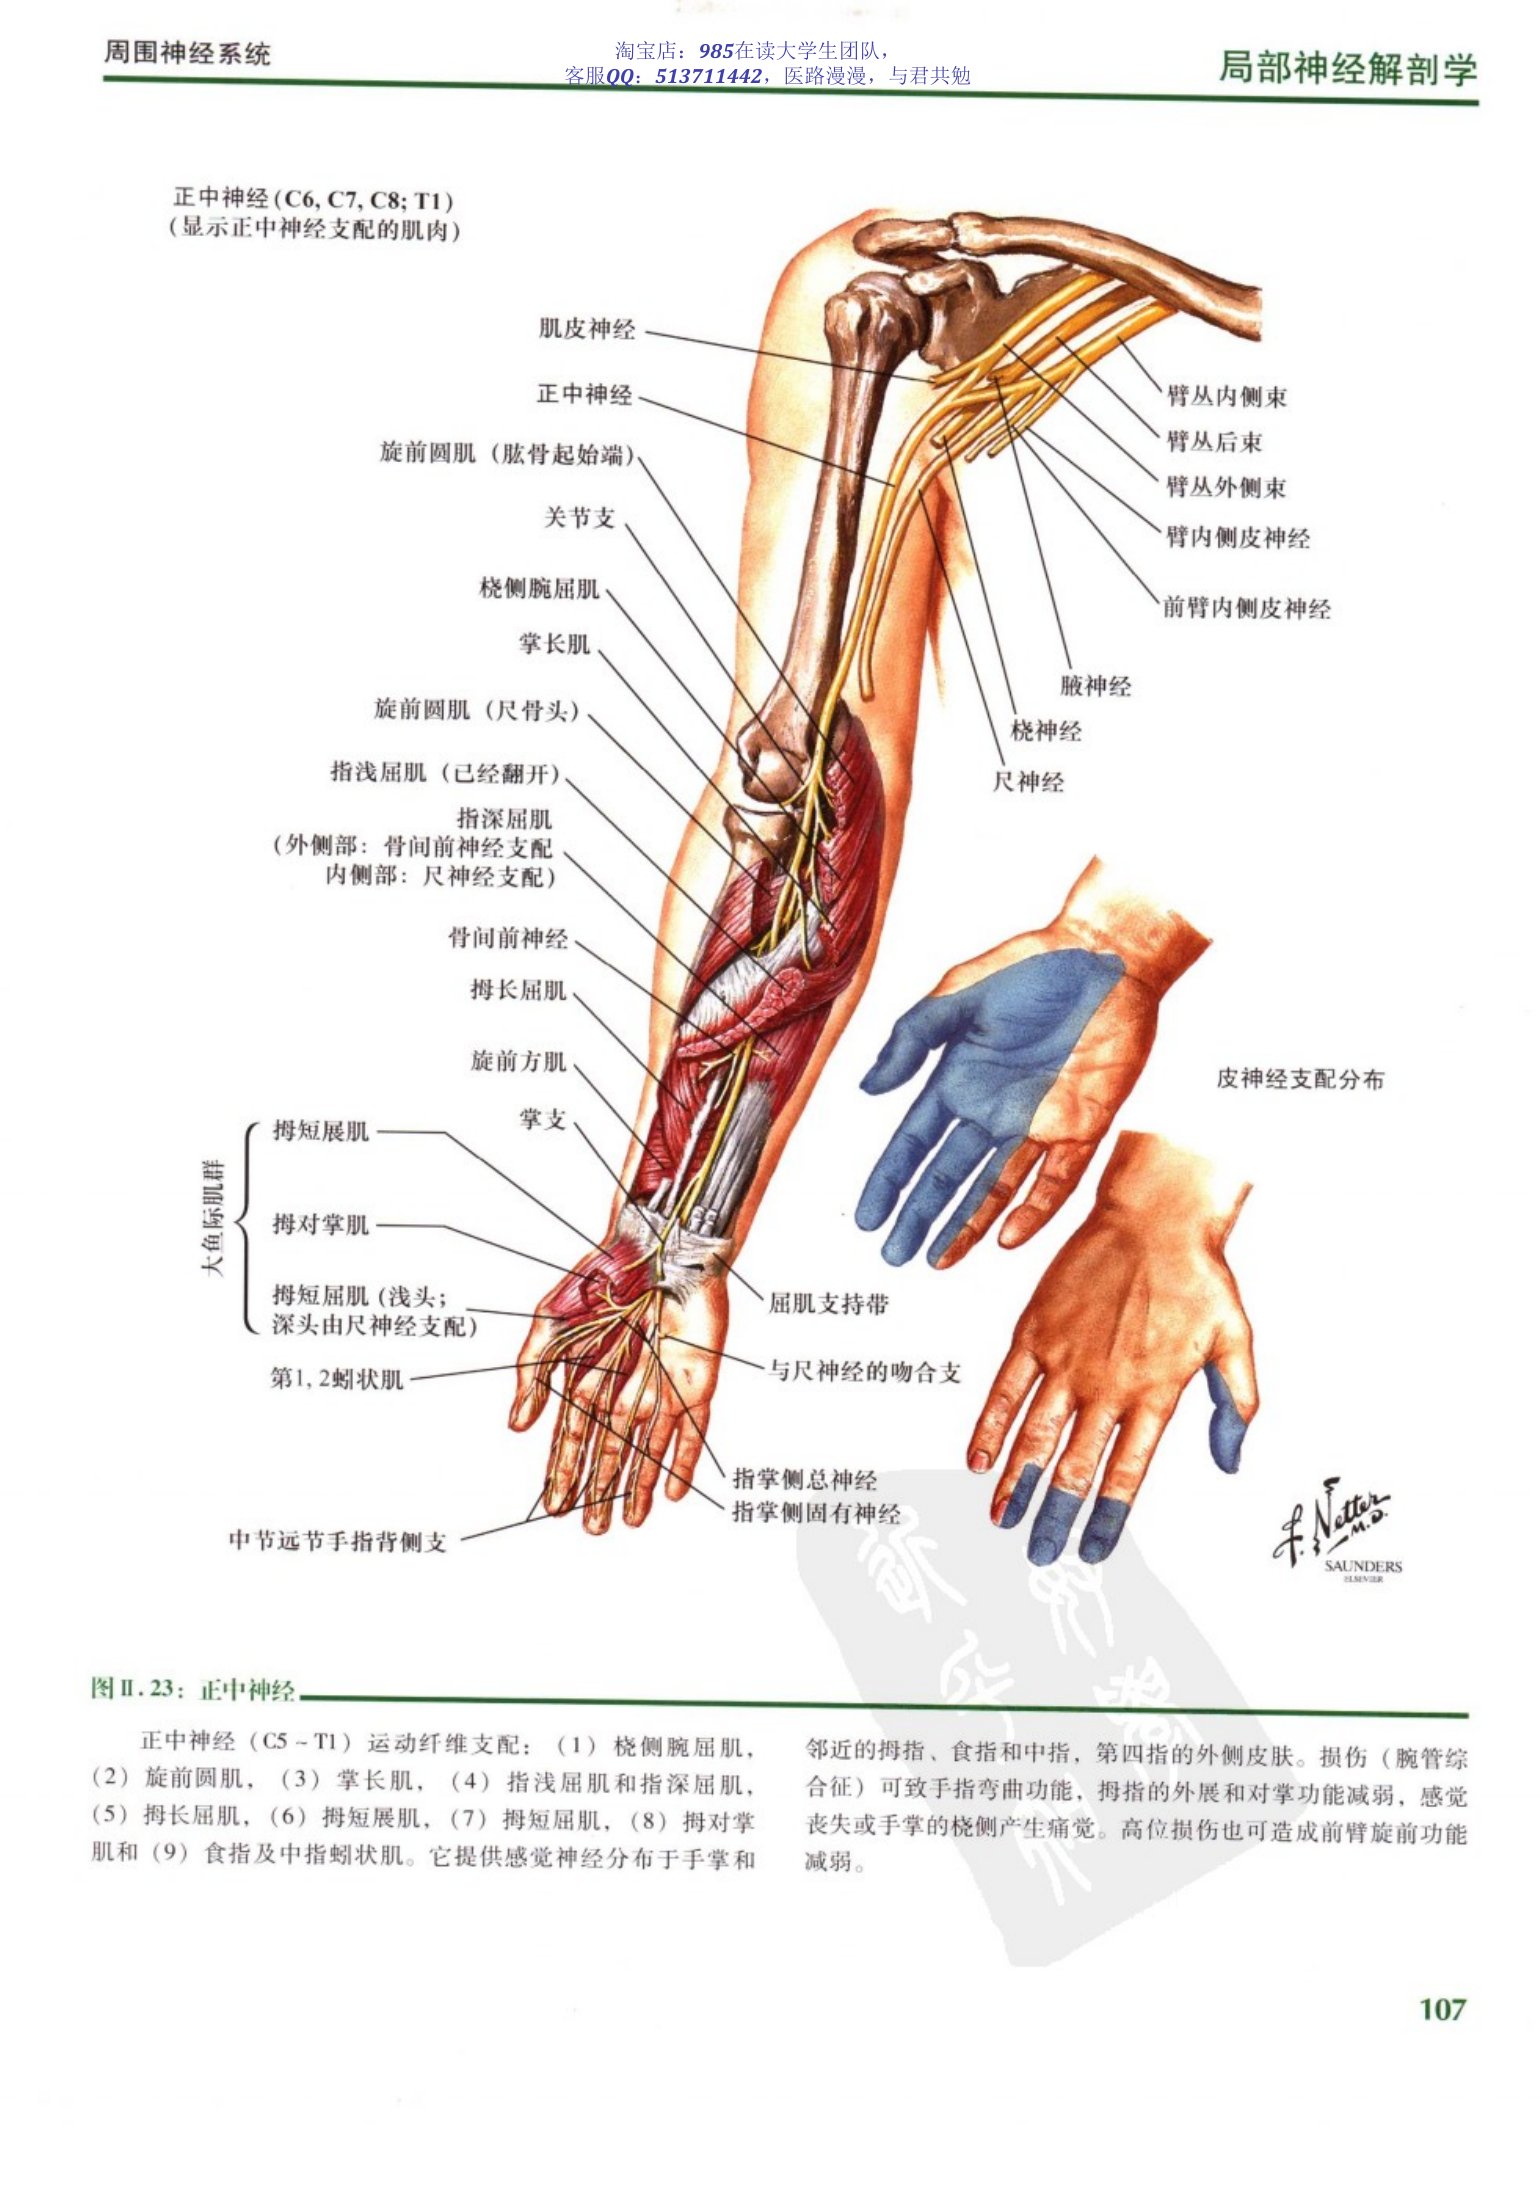 周围神经系统
淘宝店：985在读大学生团队，
客服QQ：513711442，医路漫漫，与君共勉
局部神经解剖学
正中神经(C6, C7, C8; T1)
(显示正中神经支配的肌肉)
肌皮神经
正中神经
旋前圆肌（肱骨起始端）
关节支
桡侧腕屈肌
掌长肌
旋前圆肌（尺骨头）
指浅屈肌（已经翻开）
指深屈肌
(外侧部：骨间前神经支配
内侧部：尺神经支配)
骨间前神经
拇长屈肌
旋前方肌
掌支
大鱼际肌群
拇短展肌
拇对掌肌
拇短屈肌 (浅头；
深头由尺神经支配)
第1, 2蚓状肌
中节远节手指背侧支
臂丛内侧束
臂丛后束
臂丛外侧束
臂内侧皮神经
前臂内侧皮神经
腋神经
桡神经
尺神经
皮神经支配分布
屈肌支持带
与尺神经的吻合支
指掌侧总神经
指掌侧固有神经
F. Netter
M.D.
SAUNDERS
ELSEVIER
图Ⅱ.23：正中神经
正中神经（C5 ~ T1）运动纤维支配：（1）桡侧腕屈肌，
（2）旋前圆肌，（3）掌长肌，（4）指浅屈肌和指深屈肌，
（5）拇长屈肌，（6）拇短展肌，（7）拇短屈肌，（8）拇对掌
肌和（9）食指及中指蚓状肌。它提供感觉神经分布于手掌和
邻近的拇指、食指和中指，第四指的外侧皮肤。损伤（腕管综
合征）可致手指弯曲功能，拇指的外展和对掌功能减弱，感觉
丧失或手掌的桡侧产生痛觉。高位损伤也可造成前臂旋前功能
减弱。
107